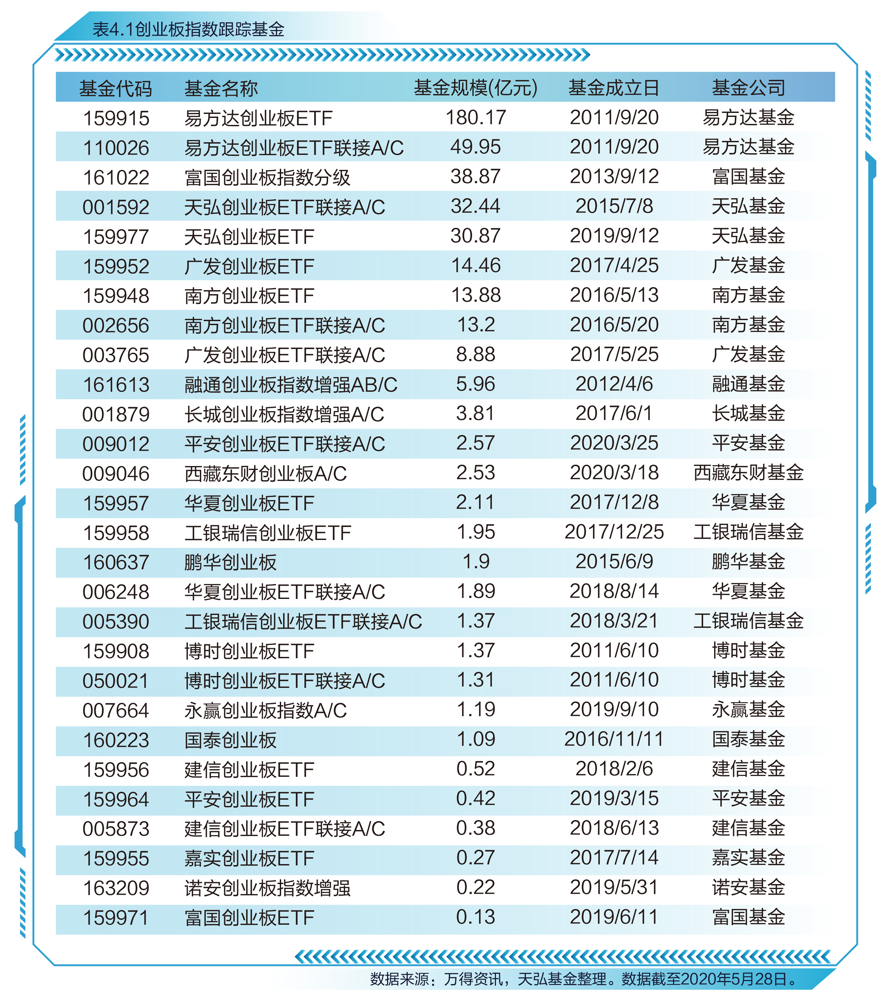 表4.1创业板指数跟踪基金
基金代码 基金名称 基金规模(亿元) 基金成立日 基金公司
159915 易方达创业板ETF 180.17 2011/9/20 易方达基金
110026 易方达创业板ETF联接A/C 49.95 2011/9/20 易方达基金
161022 富国创业板指数分级 38.87 2013/9/12 富国基金
001592 天弘创业板ETF联接A/C 32.44 2015/7/8 天弘基金
159977 天弘创业板ETF 30.87 2019/9/12 天弘基金
159952 广发创业板ETF 14.46 2017/4/25 广发基金
159948 南方创业板ETF 13.88 2016/5/13 南方基金
002656 南方创业板ETF联接A/C 13.2 2016/5/20 南方基金
003765 广发创业板ETF联接A/C 8.88 2017/5/25 广发基金
161613 融通创业板指数增强AB/C 5.96 2012/4/6 融通基金
001879 长城创业板指数增强A/C 3.81 2017/6/1 长城基金
009012 平安创业板ETF联接A/C 2.57 2020/3/25 平安基金
009046 西藏东财创业板A/C 2.53 2020/3/18 西藏东财基金
159957 华夏创业板ETF 2.11 2017/12/8 华夏基金
159958 工银瑞信创业板ETF 1.95 2017/12/25 工银瑞信基金
160637 鹏华创业板 1.9 2015/6/9 鹏华基金
006248 华夏创业板ETF联接A/C 1.89 2018/8/14 华夏基金
005390 工银瑞信创业板ETF联接A/C 1.37 2018/3/21 工银瑞信基金
159908 博时创业板ETF 1.37 2011/6/10 博时基金
050021 博时创业板ETF联接A/C 1.31 2011/6/10 博时基金
007664 永赢创业板指数A/C 1.19 2019/9/10 永赢基金
160223 国泰创业板 1.09 2016/11/11 国泰基金
159956 建信创业板ETF 0.52 2018/2/6 建信基金
159964 平安创业板ETF 0.42 2019/3/15 平安基金
005873 建信创业板ETF联接A/C 0.38 2018/6/13 建信基金
159955 嘉实创业板ETF 0.27 2017/7/14 嘉实基金
163209 诺安创业板指数增强 0.22 2019/5/31 诺安基金
159971 富国创业板ETF 0.13 2019/6/11 富国基金
数据来源：万得资讯，天弘基金整理。数据截至2020年5月28日。